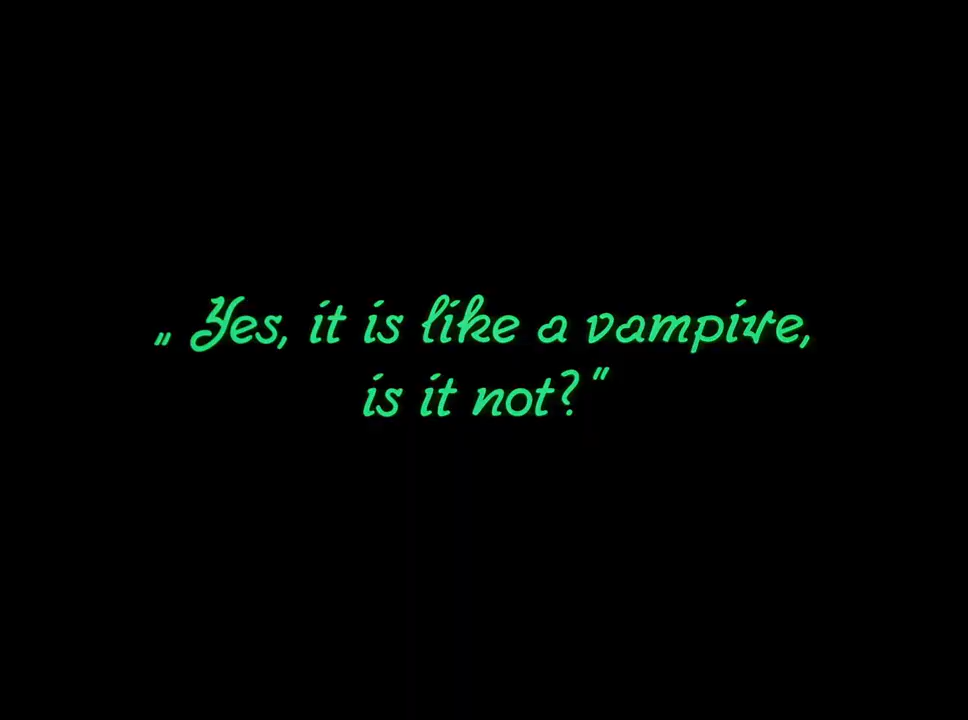 „Yes, it is like a vampire,
is it not?"